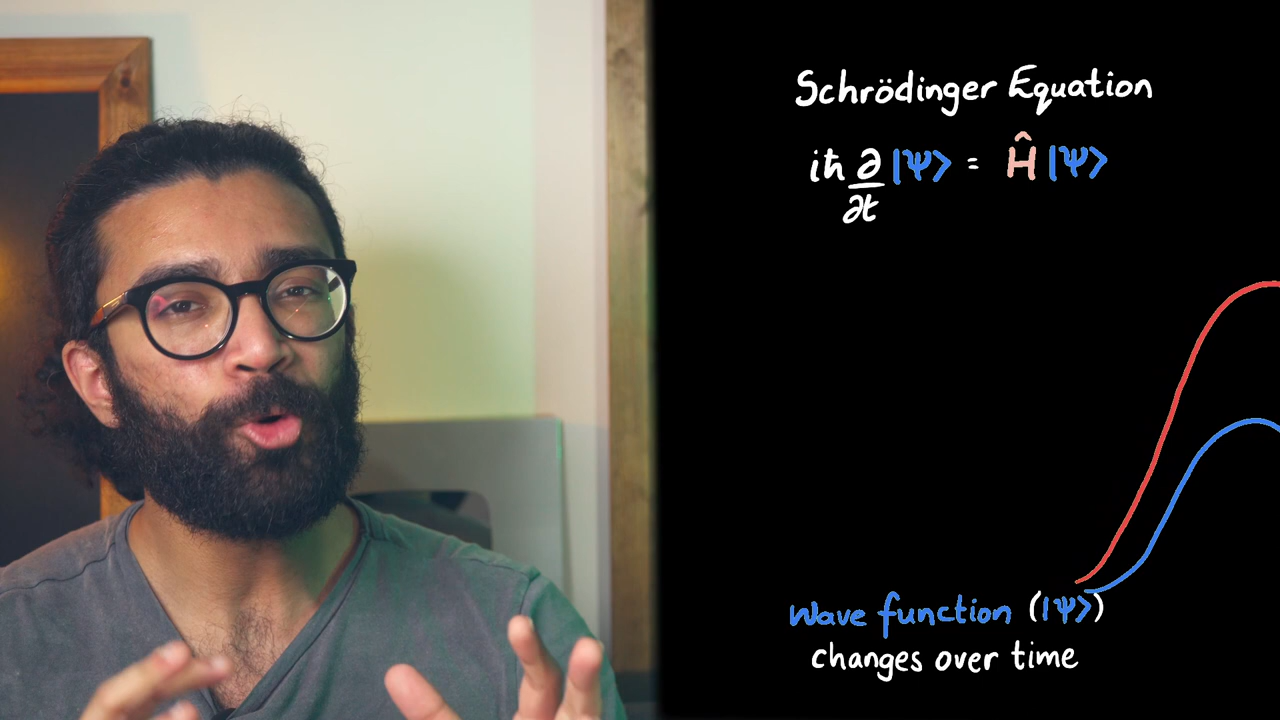 Schrödinger Equation
iħ ∂/∂t |Ψ> = Ĥ |Ψ>
Wave function (|Ψ>)
changes over time